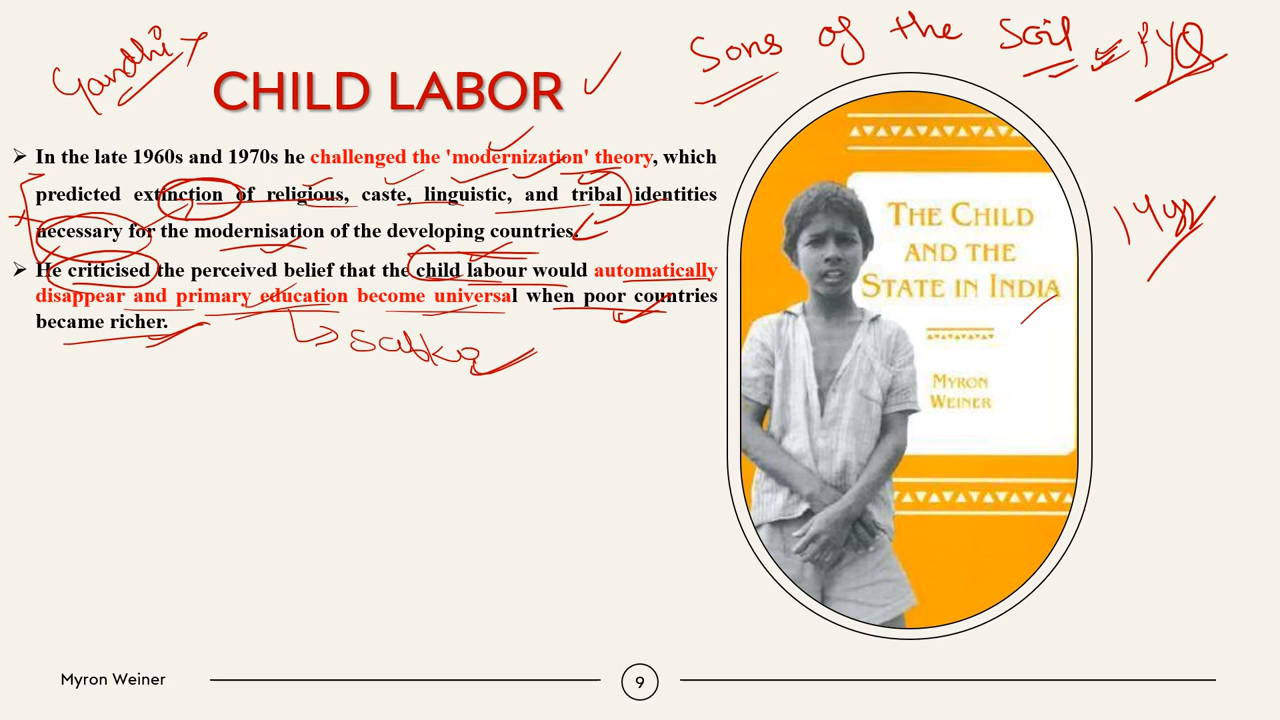 Gandhi
Sons of the Soil PYQ
CHILD LABOR
➢ In the late 1960s and 1970s he challenged the 'modernization' theory, which
predicted extinction of religious, caste, linguistic, and tribal identities
necessary for the modernisation of the developing countries.
➢ He criticised the perceived belief that the child labour would automatically
disappear and primary education become universal when poor countries
became richer.
THE CHILD
AND THE
STATE IN INDIA
MYRON
WEINER
Myron Weiner
9